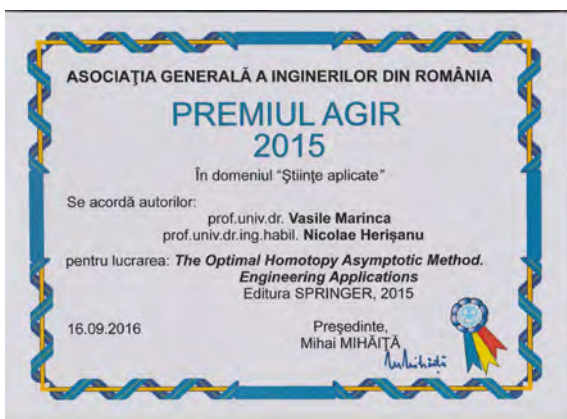 ASOCIAŢIA GENERALĂ A INGINERILOR DIN ROMÂNIA
PREMIUL AGIR
2015
În domeniul "Ştiinţe aplicate"
Se acordă autorilor:
prof.univ.dr. Vasile Marinca
prof.univ.dr.ing.habil. Nicolae Herişanu
pentru lucrarea: The Optimal Homotopy Asymptotic Method.
Engineering Applications
Editura SPRINGER, 2015
16.09.2016
Preşedinte,
Mihai MIHĂIŢĂ